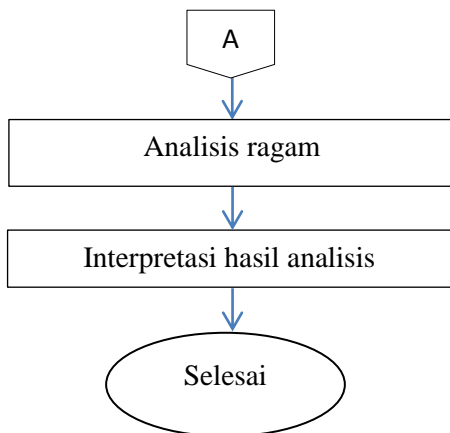 A
Analisis ragam
Interpretasi hasil analisis
Selesai